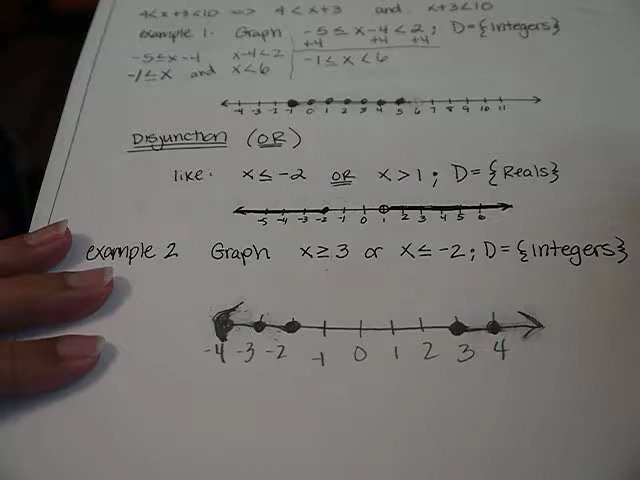 4<x+3<10 => 4<x+3 and x+3<10
example 1. Graph -5≤x-4<2; D={Integers}
+4 +4 +4
-5≤x-4 x-4<2 -1≤x<6
-1≤x and x<6
-4 -3 -2 -1 0 1 2 3 4 5 6 7 8 9 10 11
Disjunction (OR)
like: x≤-2 OR x>1; D={Reals}
-5 -4 -3 -2 -1 0 1 2 3 4 5 6
example 2 Graph x≥3 or x≤-2; D={Integers}
-4 -3 -2 -1 0 1 2 3 4